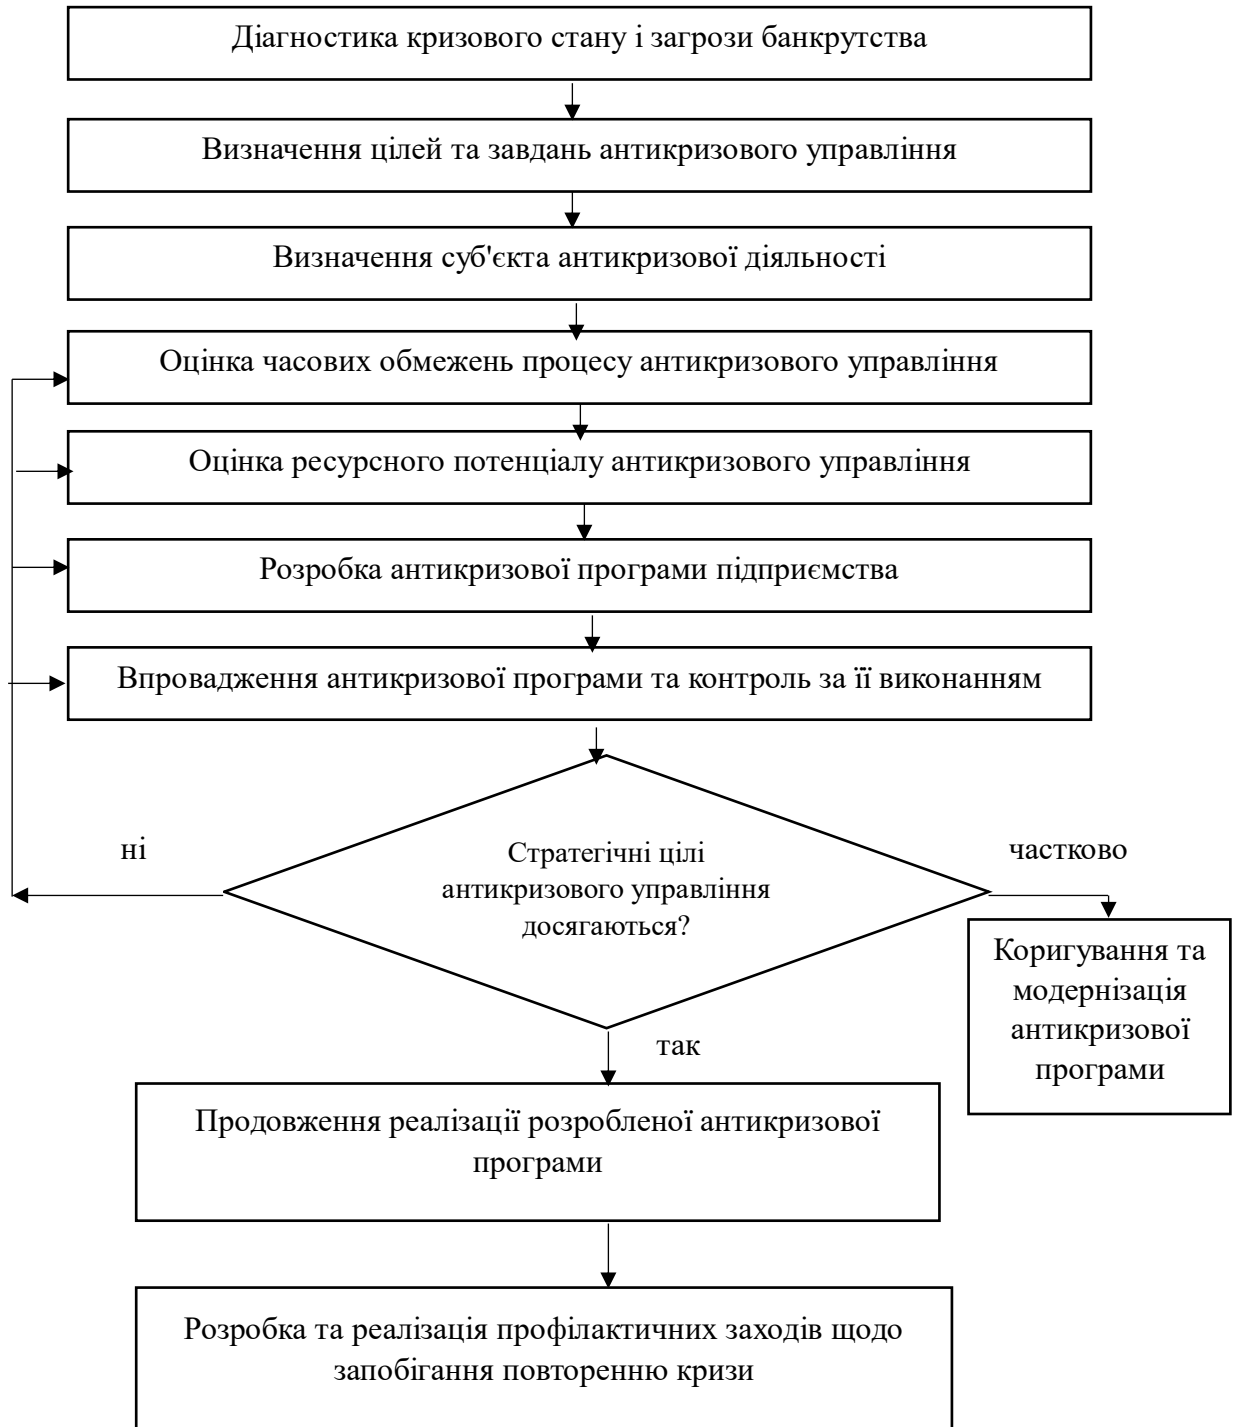 Діагностика кризового стану і загрози банкрутства
Визначення цілей та завдань антикризового управління
Визначення суб'єкта антикризової діяльності
Оцінка часових обмежень процесу антикризового управління
Оцінка ресурсного потенціалу антикризового управління
Розробка антикризової програми підприємства
Впровадження антикризової програми та контроль за її виконанням
ні
Стратегічні цілі
антикризового управління
досягаються?
частково
Коригування та
модернізація
антикризової
програми
так
Продовження реалізації розробленої антикризової
програми
Розробка та реалізація профілактичних заходів щодо
запобігання повторенню кризи